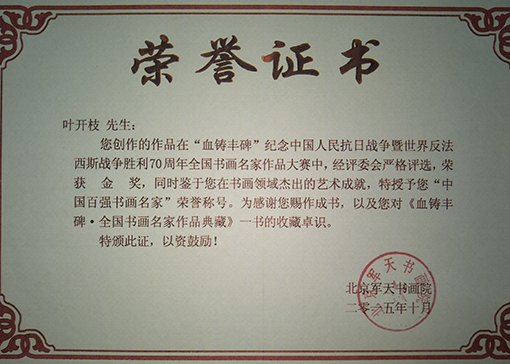 荣誉证书
叶开枝 先生：
您创作的作品在“血铸丰碑”纪念中国人民抗日战争暨世界反法
西斯战争胜利70周年全国书画名家作品大赛中，经评委会严格评选，荣
获 金 奖，同时鉴于您在书画领域杰出的艺术成就，特授予您“中
国百强书画名家”荣誉称号。为感谢您赐作成书，以及您对《血铸丰
碑·全国书画名家作品典藏》一书的收藏卓识。
特颁此证，以资鼓励！
北京军天书画院
二〇一五年十月
北京军天书画院